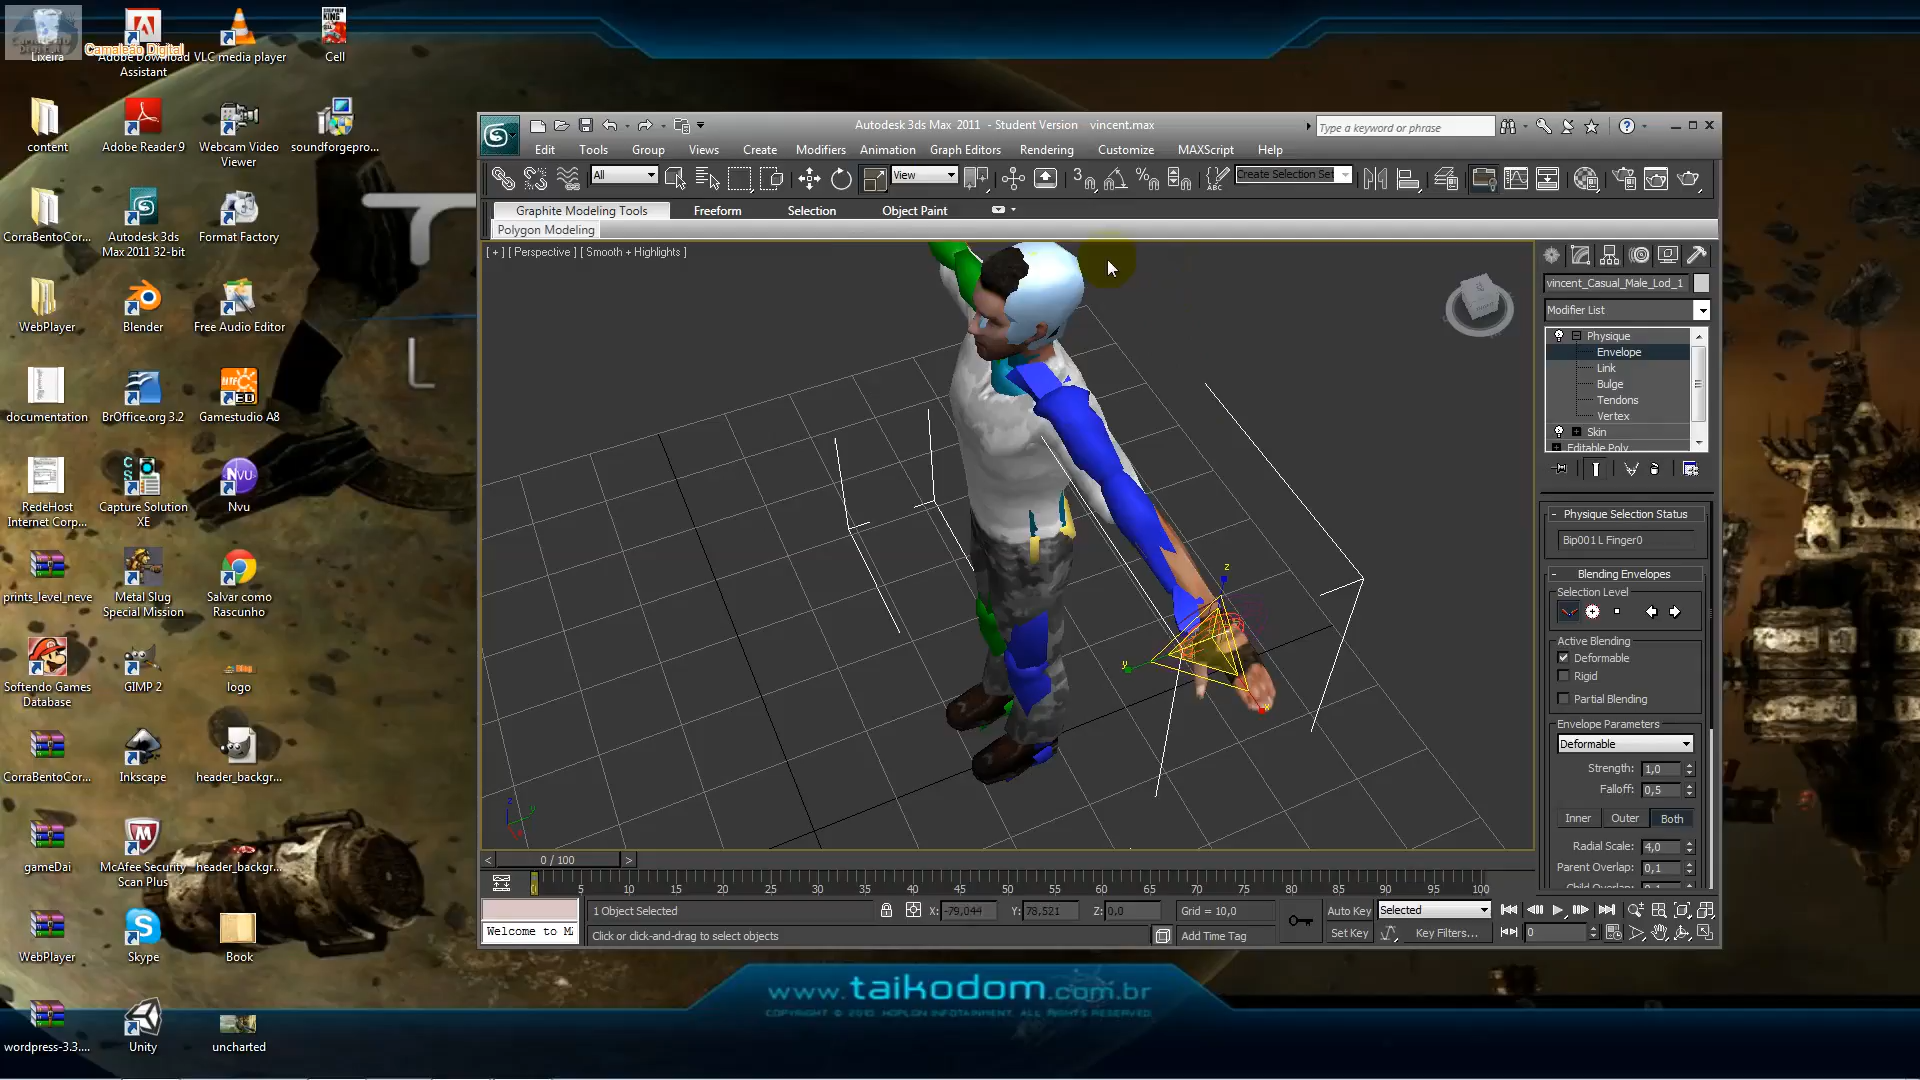 Lixeira
Camaleão Digital
Adobe Download
Assistant
VLC media player
STEPHEN
KING
Cell
content
Adobe Reader 9
Webcam Video
Viewer
soundforgepro...
CorraBentoCor...
Autodesk 3ds
Max 2011 32-bit
Format Factory
WebPlayer
Blender
Free Audio Editor
documentation
BrOffice.org 3.2
Gamestudio A8
RedeHost
Internet Corp...
Capture Solution
XE
Nvu
prints_level_neve
Metal Slug
Special Mission
Salvar como
Rascunho
Softendo Games
Database
GIMP 2
logo
CorraBentoCor...
Inkscape
header_backgr...
gameDai
McAfee Security
Scan Plus
header_backgr...
WebPlayer
Skype
Book
wordpress-3.3....
Unity
uncharted
Autodesk 3ds Max 2011 - Student Version vincent.max
Type a keyword or phrase
Edit Tools Group Views Create Modifiers Animation Graph Editors Rendering Customize MAXScript Help
All View Create Selection Set
Graphite Modeling Tools Freeform Selection Object Paint
Polygon Modeling
[ + ] [ Perspective ] [ Smooth + Highlights ]
z
y
x
vincent_Casual_Male_Lod_1
Modifier List
Physique
Envelope
Link
Bulge
Tendons
Vertex
Skin
Editable Poly
Physique Selection Status
Bip001 L Finger0
Blending Envelopes
Selection Level
Active Blending
Deformable
Rigid
Partial Blending
Envelope Parameters
Deformable
Strength: 1,0
Falloff: 0,5
Inner Outer Both
Radial Scale: 4,0
Parent Overlap: 0,1
Child Overlap: 0,1
< 0 / 100 >
0 5 10 15 20 25 30 35 40 45 50 55 60 65 70 75 80 85 90 95 100
1 Object Selected
X: -79,044 Y: 78,521 Z: 0,0
Grid = 10,0
Auto Key
Selected
Welcome to MA
Click or click-and-drag to select objects
Add Time Tag
Set Key
Key Filters...
0
www.taikodom.com.br